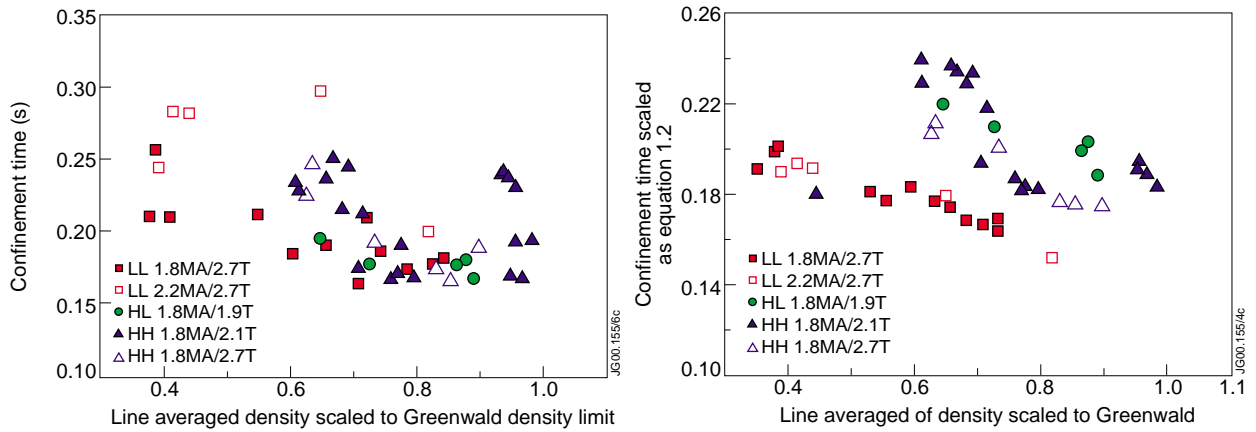 0.35
0.30
0.25
0.20
0.15
0.10
Confinement time (s)
LL 1.8MA/2.7T
LL 2.2MA/2.7T
HL 1.8MA/1.9T
HH 1.8MA/2.1T
HH 1.8MA/2.7T
0.4
0.6
0.8
1.0
Line averaged density scaled to Greenwald density limit
JG00.155/6c
0.26
0.22
0.18
0.14
0.10
Confinement time scaled
as equation 1.2
LL 1.8MA/2.7T
LL 2.2MA/2.7T
HL 1.8MA/1.9T
HH 1.8MA/2.1T
HH 1.8MA/2.7T
0.4
0.6
0.8
1.0
1.1
Line averaged of density scaled to Greenwald
JG00.155/4c